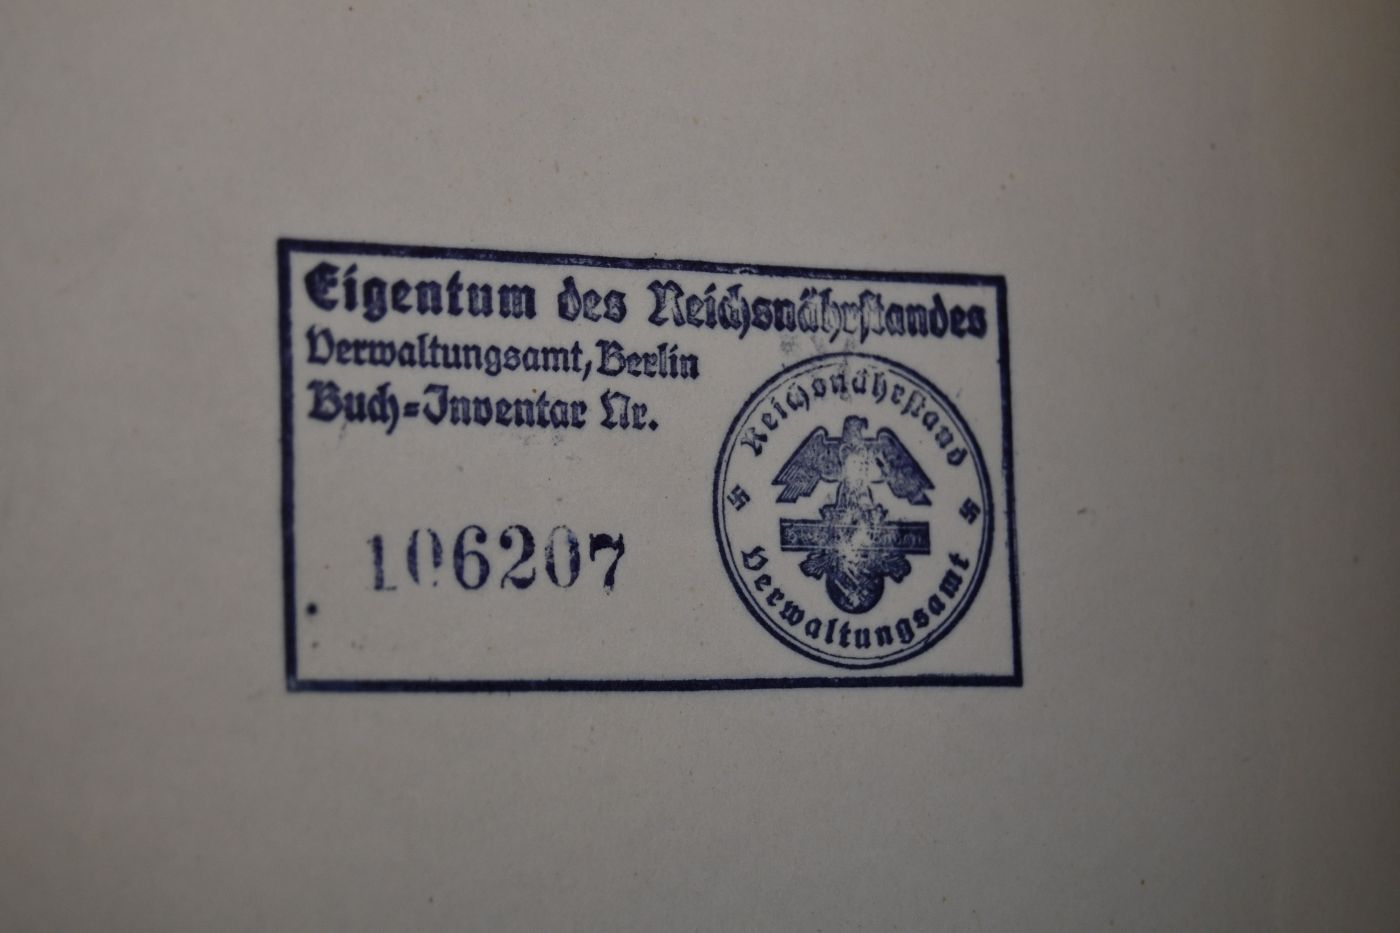 Eigentum des Reichsnährstandes
Verwaltungsamt, Berlin
Buch=Inventar Nr.
106207
Reichsnährstand
Verwaltungsamt